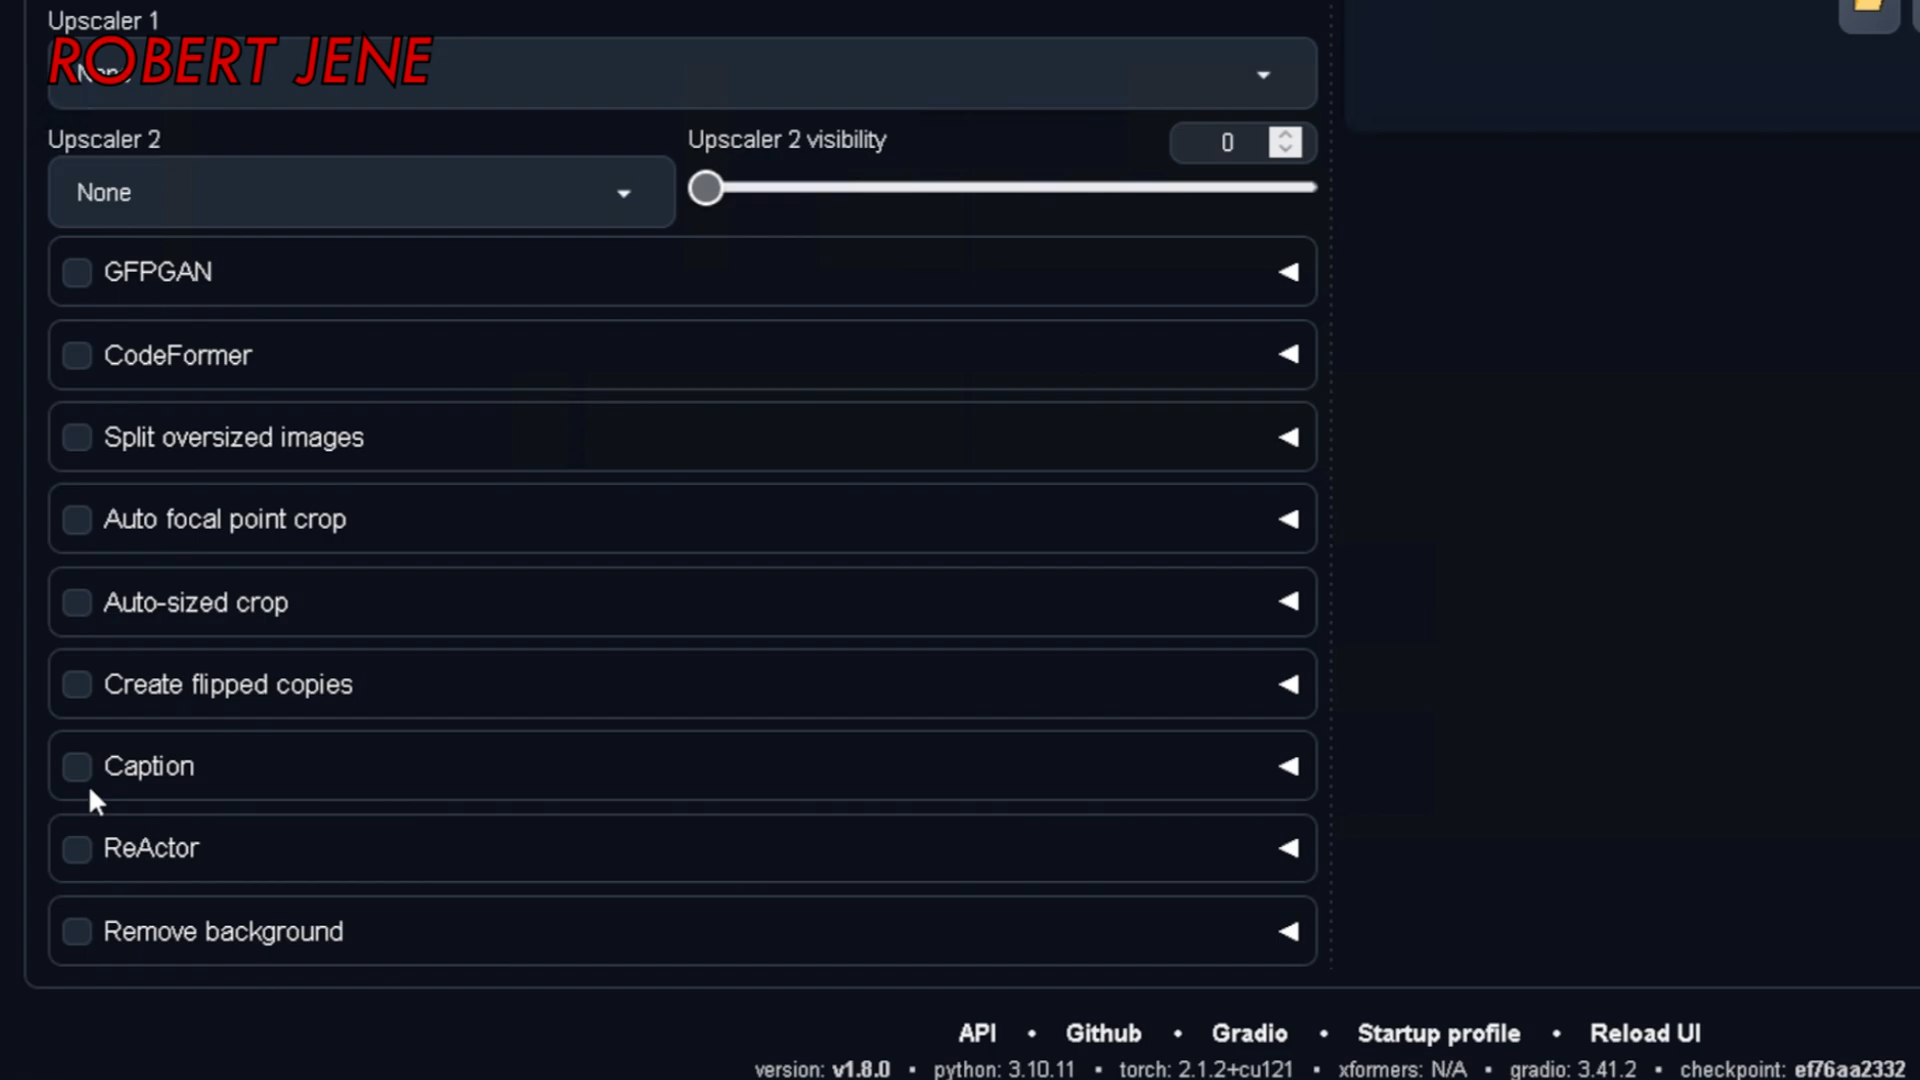 Upscaler 1
ROBERT JENE
None
Upscaler 2
Upscaler 2 visibility
0
None
GFPGAN
CodeFormer
Split oversized images
Auto focal point crop
Auto-sized crop
Create flipped copies
Caption
ReActor
Remove background
API • Github • Gradio • Startup profile • Reload UI
version: v1.8.0 • python: 3.10.11 • torch: 2.1.2+cu121 • xformers: N/A • gradio: 3.41.2 • checkpoint: ef76aa2332